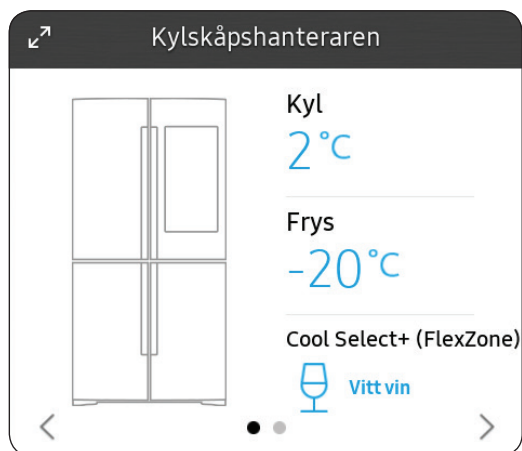 Kylskåpshanteraren
Kyl
2°C
Frys
-20°C
Cool Select+ (FlexZone)
Vitt vin